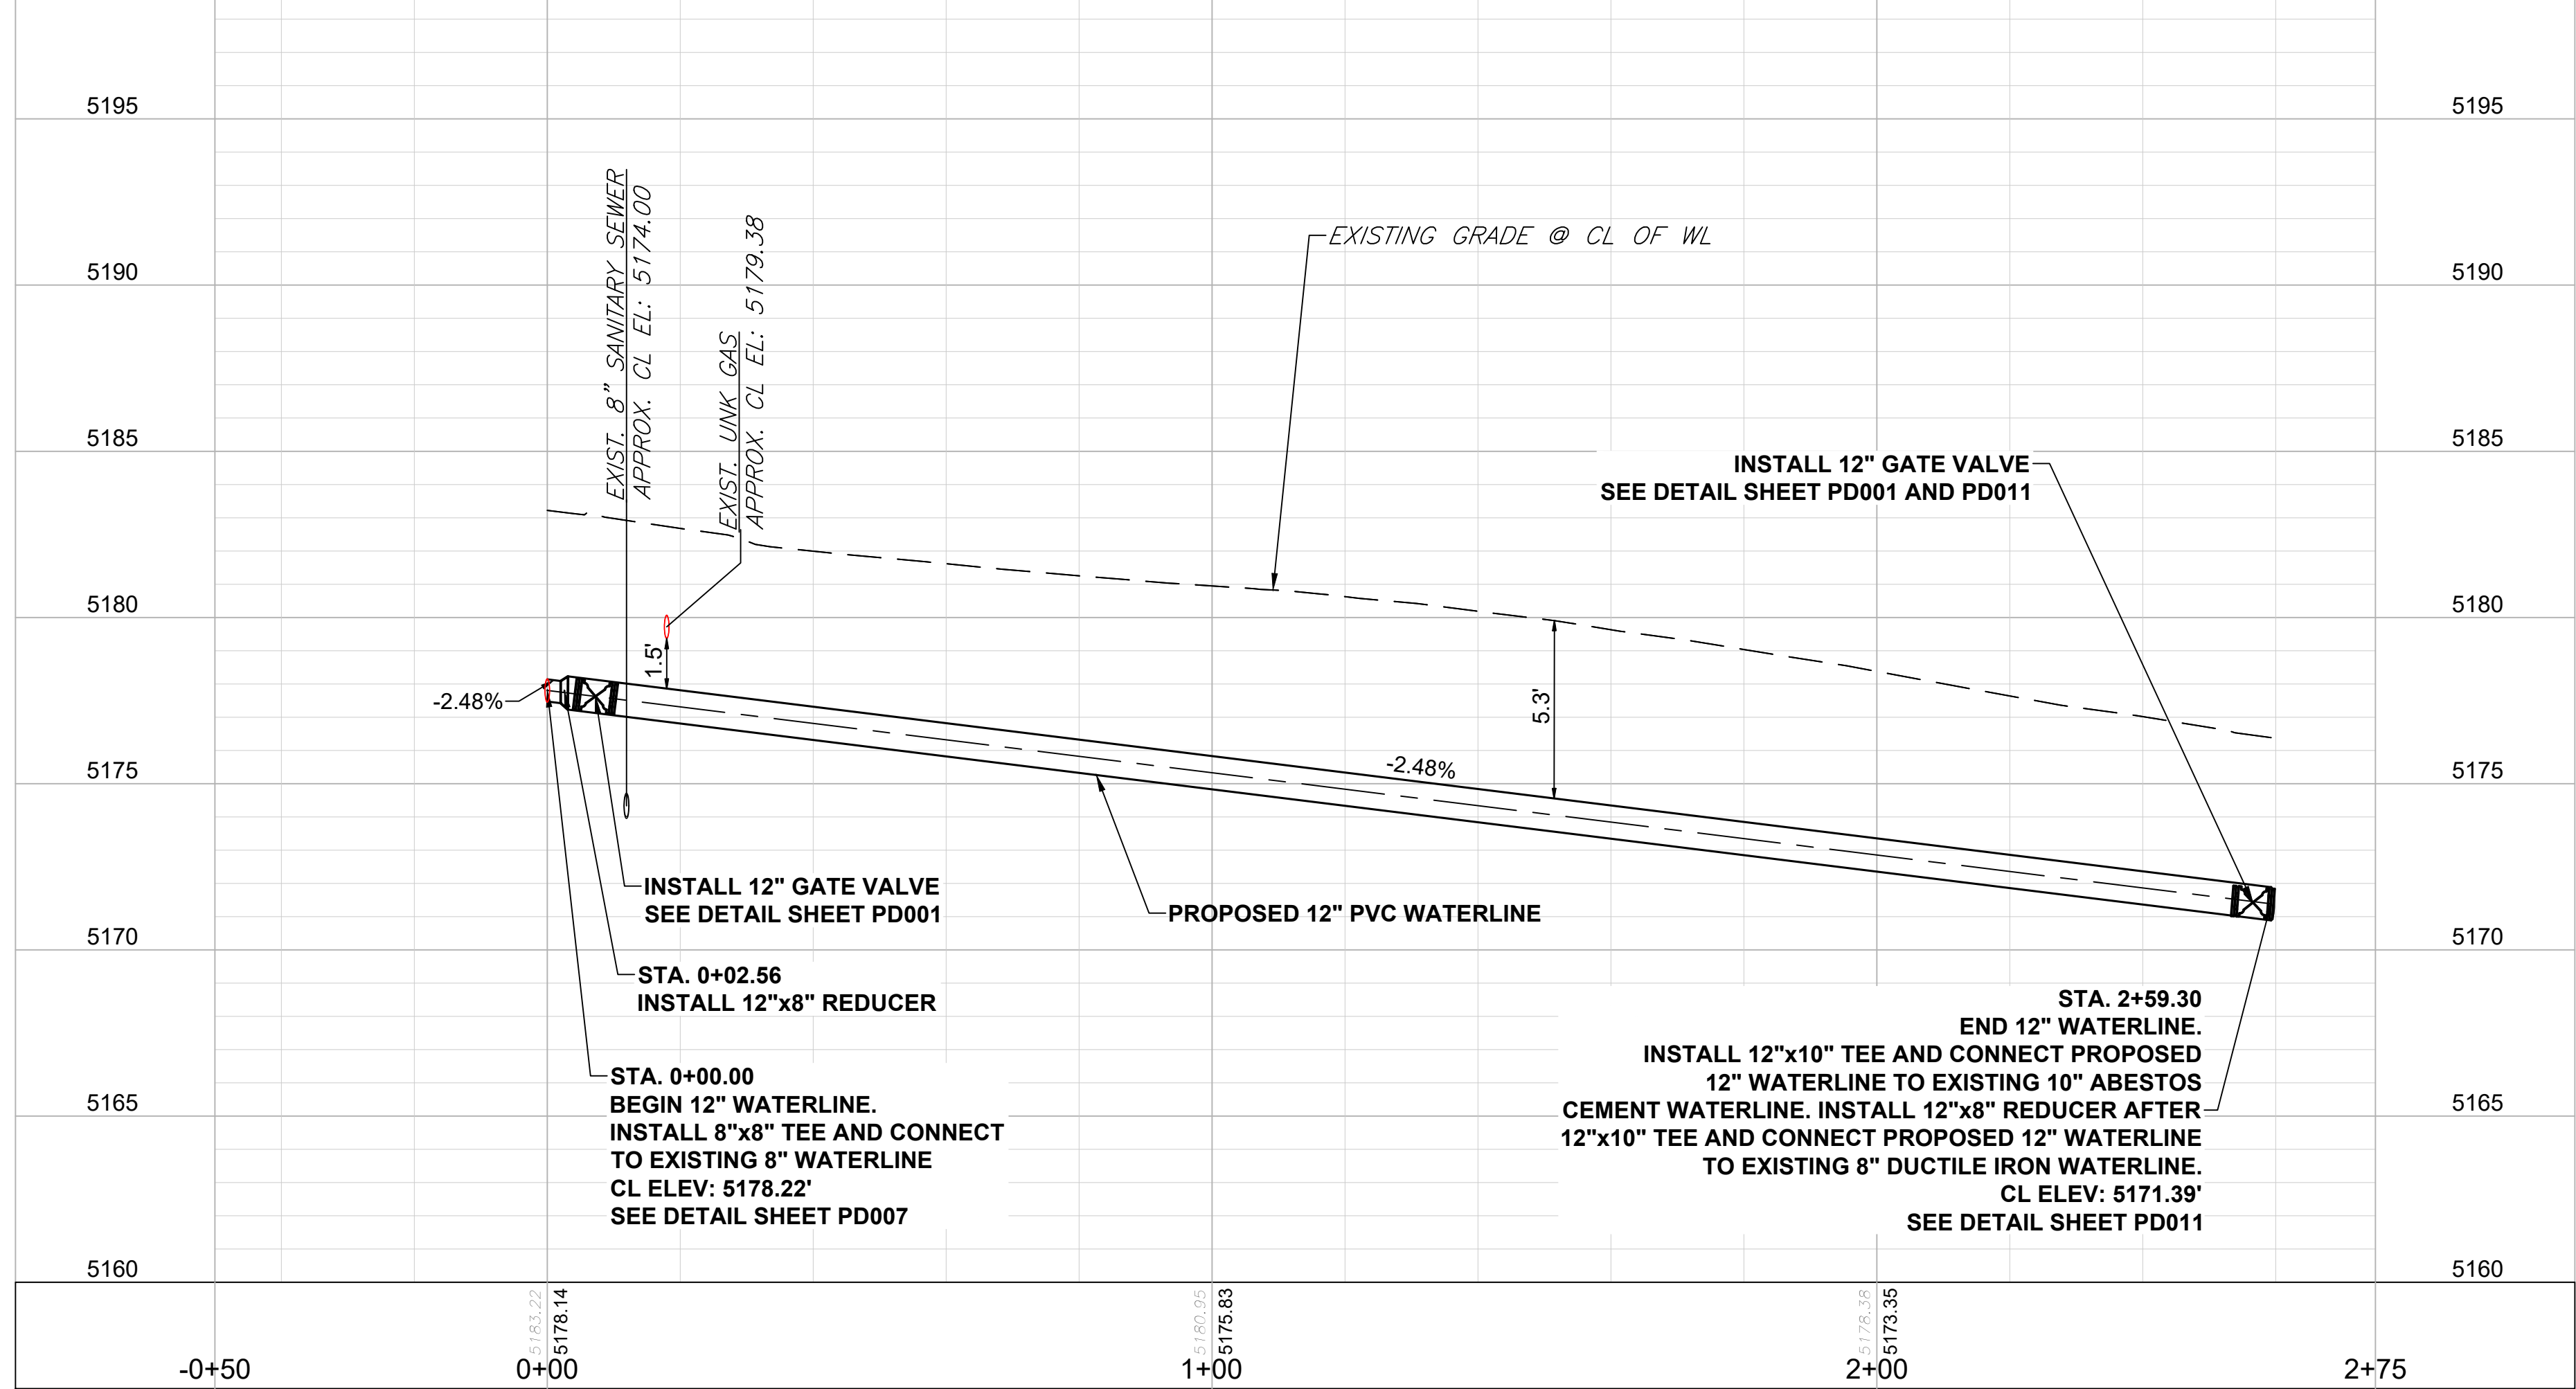 5195
5195
5190
5190
5185
5185
5180
5180
5175
5175
5170
5170
5165
5165
5160
5160
EXIST. 8" SANITARY SEWER
APPROX. CL EL: 5174.00
EXIST. UNK GAS
APPROX. CL EL: 5179.38
EXISTING GRADE @ CL OF WL
INSTALL 12" GATE VALVE
SEE DETAIL SHEET PD001 AND PD011
1.5'
-2.48%
5.3'
-2.48%
INSTALL 12" GATE VALVE
SEE DETAIL SHEET PD001
PROPOSED 12" PVC WATERLINE
STA. 0+02.56
INSTALL 12"x8" REDUCER
STA. 0+00.00
BEGIN 12" WATERLINE.
INSTALL 8"x8" TEE AND CONNECT
TO EXISTING 8" WATERLINE
CL ELEV: 5178.22'
SEE DETAIL SHEET PD007
STA. 2+59.30
END 12" WATERLINE.
INSTALL 12"x10" TEE AND CONNECT PROPOSED
12" WATERLINE TO EXISTING 10" ABESTOS
CEMENT WATERLINE. INSTALL 12"x8" REDUCER AFTER
12"x10" TEE AND CONNECT PROPOSED 12" WATERLINE
TO EXISTING 8" DUCTILE IRON WATERLINE.
CL ELEV: 5171.39'
SEE DETAIL SHEET PD011
5183.22
5178.14
5180.95
5175.83
5178.38
5173.35
-0+50
0+00
1+00
2+00
2+75